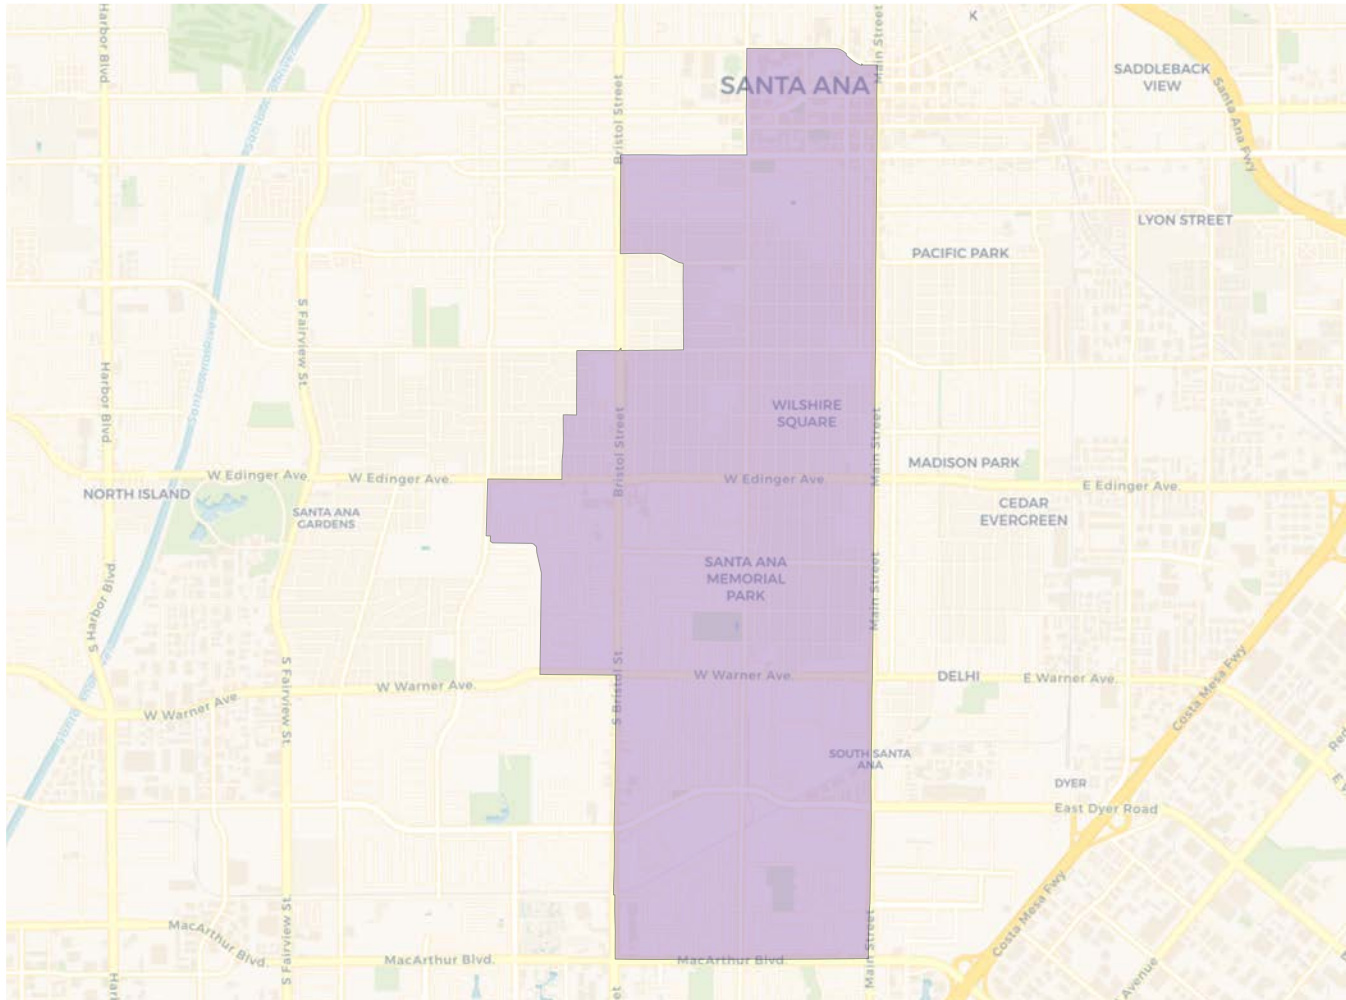 Harbor Blvd
Main Street
K
SADDLEBACK
VIEW
SANTA ANA
Santa Ana Fwy
Bristol Street
LYON STREET
PACIFIC PARK
S Fairview St.
Harbor Blvd
WILSHIRE
SQUARE
Bristol Street
Main Street
MADISON PARK
W Edinger Ave.
W Edinger Ave.
W Edinger Ave.
E Edinger Ave.
NORTH ISLAND
SANTA ANA
GARDENS
CEDAR
EVERGREEN
SANTA ANA
MEMORIAL
PARK
Main Street
S Harbor Blvd.
S Fairview St.
S Bristol St.
W Warner Ave.
W Warner Ave.
W Warner Ave.
DELHI
E Warner Ave.
Costa Mesa Fwy
SOUTH SANTA
ANA
DYER
East Dyer Road
S Fairview St.
MacArthur Blvd.
MacArthur Blvd.
MacArthur Blvd.
Main Street
Costa Mesa Fwy
Avenue